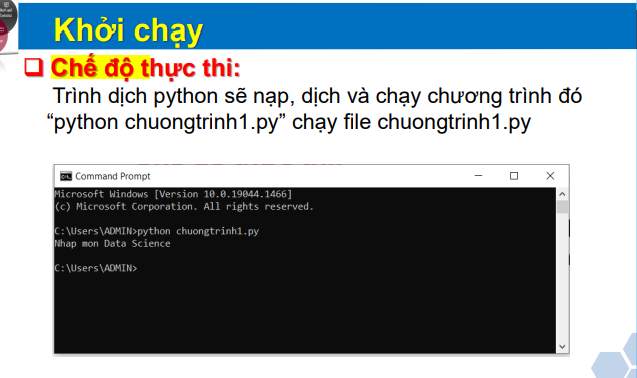 Khởi chạy
Chế độ thực thi:
Trình dịch python sẽ nạp, dịch và chạy chương trình đó
“python chuongtrinh1.py” chạy file chuongtrinh1.py
Command Prompt
Microsoft Windows [Version 10.0.19044.1466]
(c) Microsoft Corporation. All rights reserved.
C:\Users\ADMIN>python chuongtrinh1.py
Nhap mon Data Science
C:\Users\ADMIN>